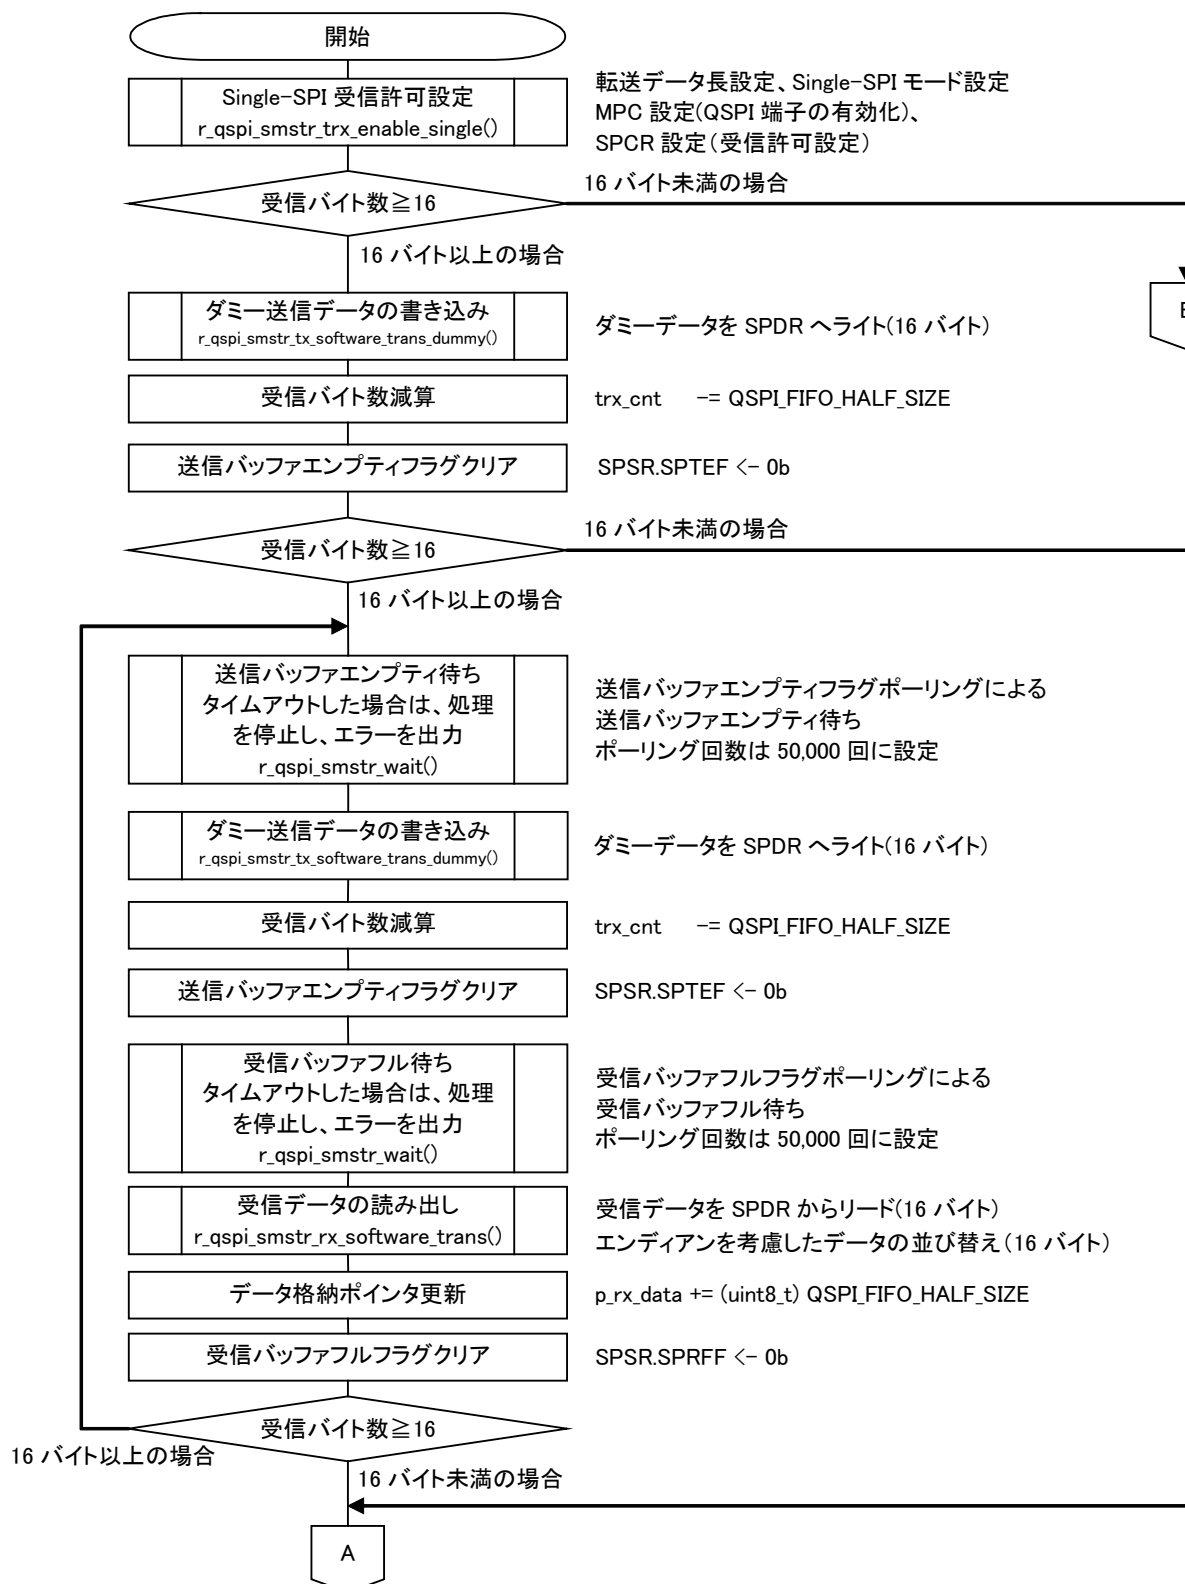 開始
Single-SPI 受信許可設定
r_qspi_smstr_trx_enable_single()
転送データ長設定、Single-SPI モード設定
MPC 設定(QSPI 端子の有効化)、
SPCR 設定(受信許可設定)
受信バイト数≧16
16 バイト未満の場合
16 バイト以上の場合
ダミー送信データの書き込み
r_qspi_smstr_tx_software_trans_dummy()
ダミーデータを SPDR へライト(16 バイト)
受信バイト数減算
trx_cnt -= QSPI_FIFO_HALF_SIZE
送信バッファエンプティフラグクリア
SPSR.SPTEF <- 0b
受信バイト数≧16
16 バイト未満の場合
16 バイト以上の場合
送信バッファエンプティ待ち
タイムアウトした場合は、処理
を停止し、エラーを出力
r_qspi_smstr_wait()
送信バッファエンプティフラグポーリングによる
送信バッファエンプティ待ち
ポーリング回数は 50,000 回に設定
ダミー送信データの書き込み
r_qspi_smstr_tx_software_trans_dummy()
ダミーデータを SPDR へライト(16 バイト)
受信バイト数減算
trx_cnt -= QSPI_FIFO_HALF_SIZE
送信バッファエンプティフラグクリア
SPSR.SPTEF <- 0b
受信バッファフル待ち
タイムアウトした場合は、処理
を停止し、エラーを出力
r_qspi_smstr_wait()
受信バッファフルフラグポーリングによる
受信バッファフル待ち
ポーリング回数は 50,000 回に設定
受信データの読み出し
r_qspi_smstr_rx_software_trans()
受信データを SPDR からリード(16 バイト)
エンディアンを考慮したデータの並び替え(16 バイト)
データ格納ポインタ更新
p_rx_data += (uint8_t) QSPI_FIFO_HALF_SIZE
受信バッファフルフラグクリア
SPSR.SPRFF <- 0b
受信バイト数≧16
16 バイト以上の場合
16 バイト未満の場合
A